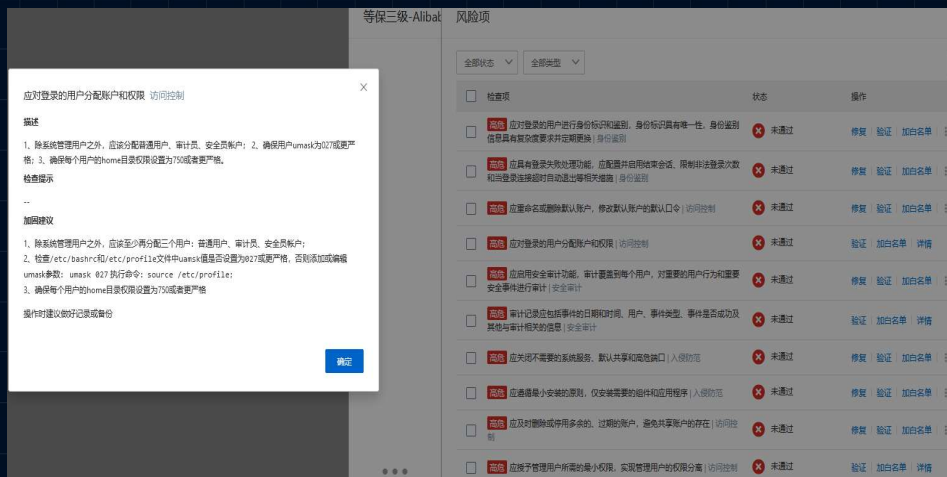 等保三级-Alibab
风险项
全部状态
全部类型
检查项
状态
操作
高危 应对登录的用户进行身份标识和鉴别，身份标识具有唯一性，身份鉴别
信息具有复杂度要求并定期更换 | 身份鉴别
未通过
修复 验证 加白名单
高危 应具有登录失败处理功能，应配置并启用结束会话、限制非法登录次数
和当登录连接超时自动退出等相关措施 | 身份鉴别
未通过
修复 验证 加白名单
高危 应重命名或删除默认账户，修改默认账户的默认口令 | 访问控制
未通过
修复 验证 加白名单
高危 应对登录的用户分配账户和权限 | 访问控制
未通过
验证 加白名单 详情
高危 应启用安全审计功能，审计覆盖到每个用户，对重要的用户行为和重要
安全事件进行审计 | 安全审计
未通过
修复 验证 加白名单
高危 审计记录应包括事件的日期和时间、用户、事件类型、事件是否成功及
其他与审计相关的信息 | 安全审计
未通过
验证 加白名单 详情
高危 应关闭不需要的系统服务、默认共享和高危端口 | 入侵防范
未通过
修复 验证 加白名单
高危 应遵循最小安装的原则，仅安装需要的组件和应用程序 | 入侵防范
未通过
修复 验证 加白名单
高危 应及时删除或停用多余的、过期的账户，避免共享账户的存在 | 访问控
制
未通过
修复 验证 加白名单
高危 应授予管理用户所需的最小权限，实现管理用户的权限分离 | 访问控制
未通过
验证 加白名单 详情
应对登录的用户分配账户和权限 访问控制
描述
1、除系统管理用户之外，应该分配普通用户、审计员、安全员帐户； 2、确保用户umask为027或更严
格；3、确保每个用户的home目录权限设置为750或者更严格。
检查提示
--
加固建议
1、除系统管理用户之外，应该至少再分配三个用户：普通用户、审计员、安全员帐户；
2、检查/etc/bashrc和/etc/profile文件中uamsk值是否设置为027或更严格，否则添加或编辑
umask参数： umask 027 执行命令：source /etc/profile；
3、确保每个用户的home目录权限设置为750或者更严格
操作时建议做好记录或备份
确定